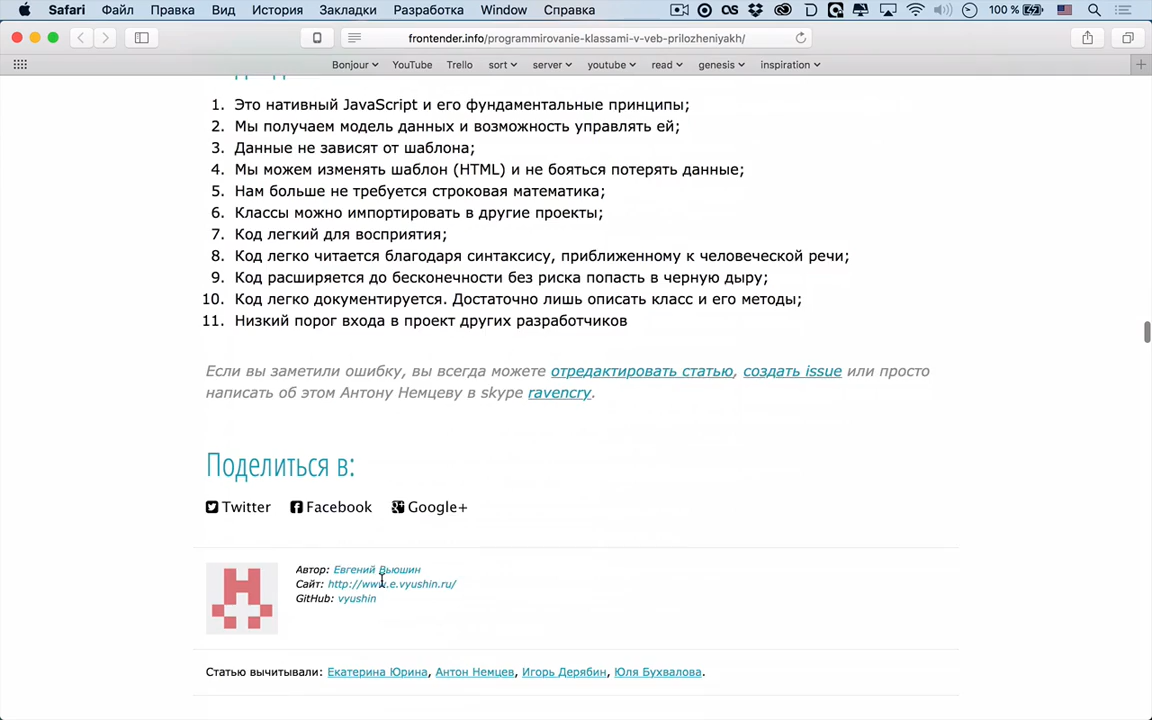 Safari Файл Правка Вид История Закладки Разработка Window Справка 100 %
frontender.info/programmirovanie-klassami-v-veb-prilozheniyakh/
Bonjour YouTube Trello sort server youtube read genesis inspiration
1. Это нативный JavaScript и его фундаментальные принципы;
2. Мы получаем модель данных и возможность управлять ей;
3. Данные не зависят от шаблона;
4. Мы можем изменять шаблон (HTML) и не бояться потерять данные;
5. Нам больше не требуется строковая математика;
6. Классы можно импортировать в другие проекты;
7. Код легкий для восприятия;
8. Код легко читается благодаря синтаксису, приближенному к человеческой речи;
9. Код расширяется до бесконечности без риска попасть в черную дыру;
10. Код легко документируется. Достаточно лишь описать класс и его методы;
11. Низкий порог входа в проект других разработчиков
Если вы заметили ошибку, вы всегда можете отредактировать статью, создать issue или просто
написать об этом Антону Немцеву в skype ravencry.
Поделиться в:
Twitter Facebook Google+
Автор: Евгений Вьюшин
Сайт: http://www.e.vyushin.ru/
GitHub: vyushin
Статью вычитывали: Екатерина Юрина, Антон Немцев, Игорь Дерябин, Юля Бухвалова.